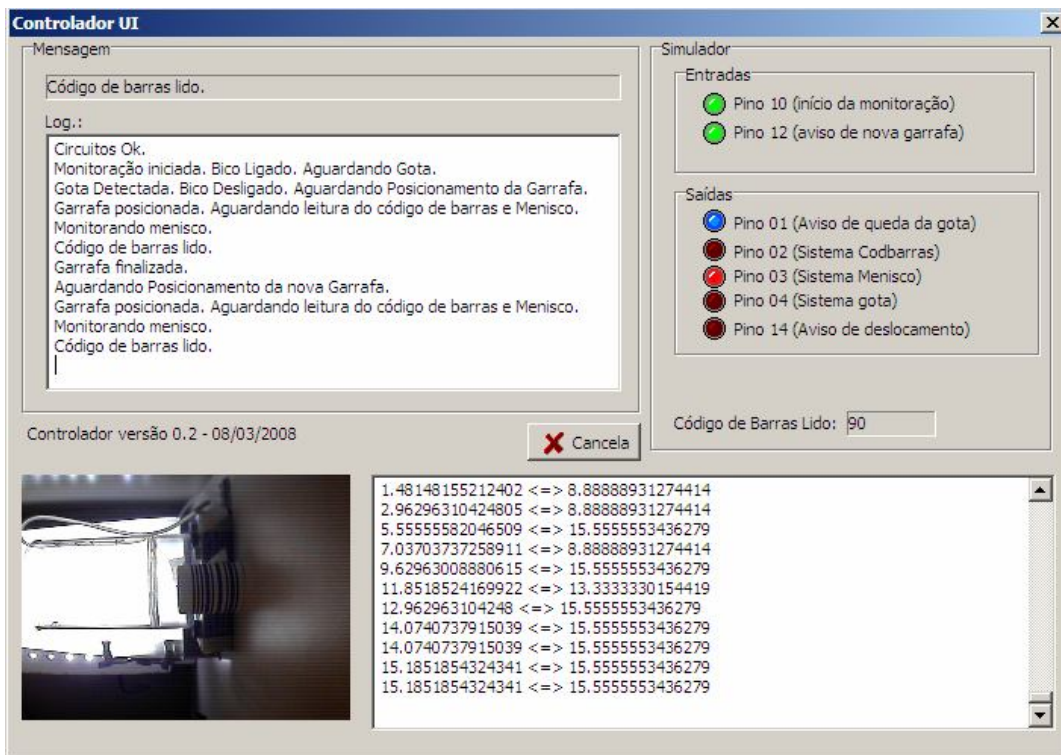 Controlador UI
Mensagem
Código de barras lido.
Log.:
Circuitos Ok.
Monitoração iniciada. Bico Ligado. Aguardando Gota.
Gota Detectada. Bico Desligado. Aguardando Posicionamento da Garrafa.
Garrafa posicionada. Aguardando leitura do código de barras e Menisco.
Monitorando menisco.
Código de barras lido.
Garrafa finalizada.
Aguardando Posicionamento da nova Garrafa.
Garrafa posicionada. Aguardando leitura do código de barras e Menisco.
Monitorando menisco.
Código de barras lido.
Simulador
Entradas
Pino 10 (início da monitoração)
Pino 12 (aviso de nova garrafa)
Saídas
Pino 01 (Aviso de queda da gota)
Pino 02 (Sistema Codbarras)
Pino 03 (Sistema Menisco)
Pino 04 (Sistema gota)
Pino 14 (Aviso de deslocamento)
Código de Barras Lido: 90
Controlador versão 0.2 - 08/03/2008
Cancela
1.48148155212402 <=> 8.88888931274414
2.96296310424805 <=> 8.88888931274414
5.55555582046509 <=> 15.5555553436279
7.03703737258911 <=> 8.88888931274414
9.62963008880615 <=> 15.5555553436279
11.8518524169922 <=> 13.3333330154419
12.962963104248 <=> 15.5555553436279
14.0740737915039 <=> 15.5555553436279
14.0740737915039 <=> 15.5555553436279
15.1851854324341 <=> 15.5555553436279
15.1851854324341 <=> 15.5555553436279